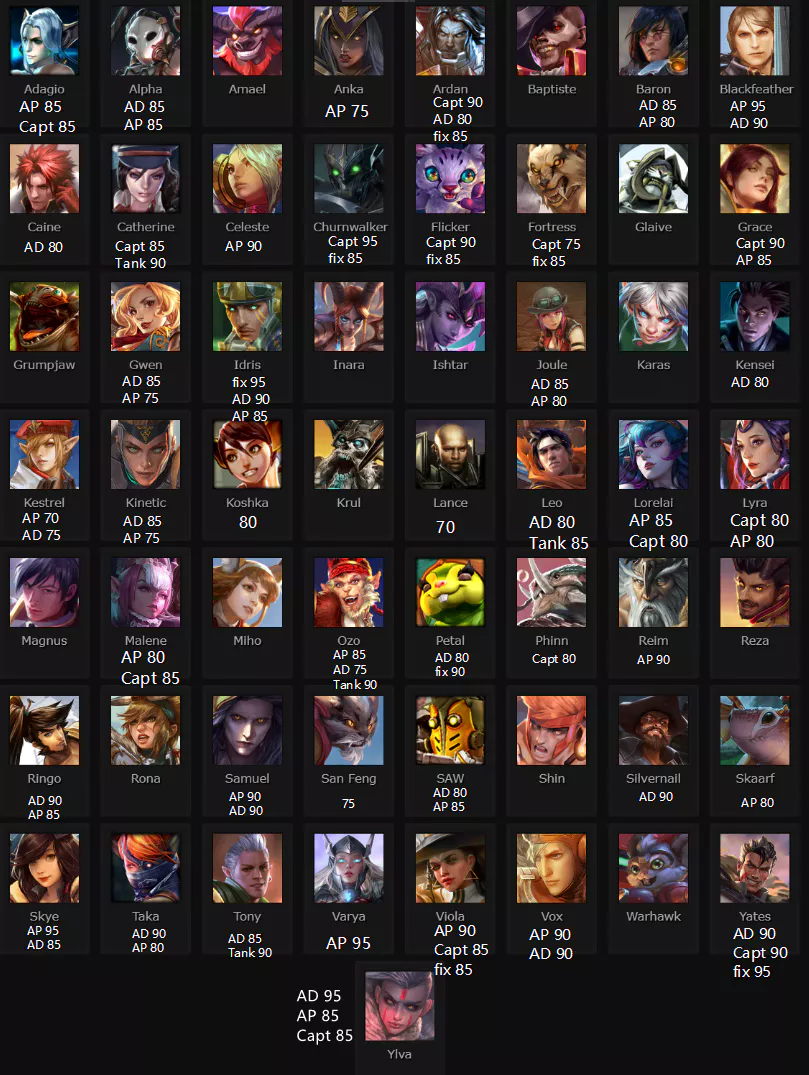 Adagio
AP 85
Capt 85
Alpha
AD 85
AP 85
Amael
Anka
AP 75
Ardan
Capt 90
AD 80
fix 85
Baptiste
Baron
AD 85
AP 80
Blackfeather
AP 95
AD 90
Caine
AD 80
Catherine
Capt 85
Tank 90
Celeste
AP 90
Churnwalker
Capt 95
fix 85
Flicker
Capt 90
fix 85
Fortress
Capt 75
fix 85
Glaive
Grace
Capt 90
AP 85
Grumpjaw
Gwen
AD 85
AP 75
Idris
fix 95
AD 90
AP 85
Inara
Ishtar
Joule
AD 85
AP 80
Karas
Kensei
AD 80
Kestrel
AP 70
AD 75
Kinetic
AD 85
AP 75
Koshka
80
Krul
Lance
70
Leo
AD 80
Tank 85
Lorelai
AP 85
Capt 80
Lyra
Capt 80
AP 80
Magnus
Malene
AP 80
Capt 85
Miho
Ozo
AP 85
AD 75
Tank 90
Petal
AD 80
fix 90
Phinn
Capt 80
Reim
AP 90
Reza
Ringo
AD 90
AP 85
Rona
Samuel
AP 90
AD 90
San Feng
75
SAW
AD 80
AP 85
Shin
Silvernail
AD 90
Skaarf
AP 80
Skye
AP 95
AD 85
Taka
AD 90
AP 80
Tony
AD 85
Tank 90
Varya
AP 95
Viola
AP 90
Capt 85
fix 85
Vox
AP 90
AD 90
Warhawk
Yates
AD 90
Capt 90
fix 95
AD 95
AP 85
Capt 85
Ylva